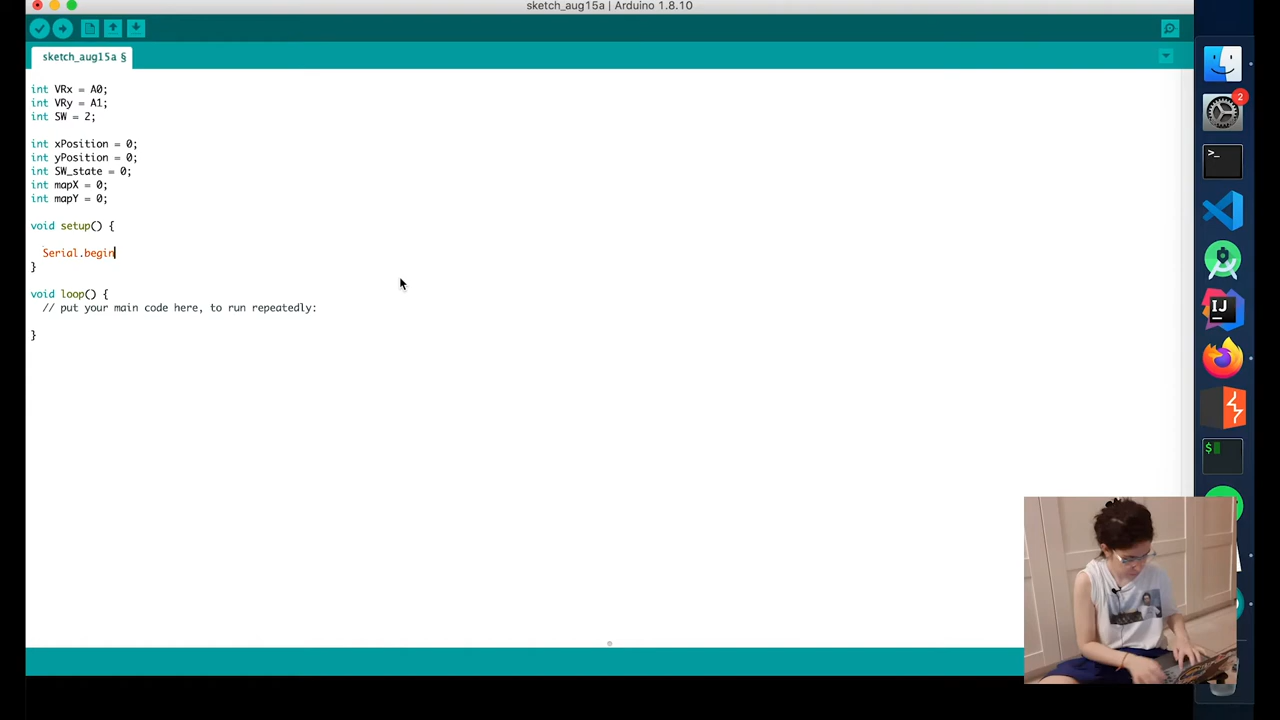 sketch_aug15a | Arduino 1.8.10
sketch_aug15a §
int VRx = A0;
int VRy = A1;
int SW = 2;
int xPosition = 0;
int yPosition = 0;
int SW_state = 0;
int mapX = 0;
int mapY = 0;
void setup() {
Serial.begin
}
void loop() {
// put your main code here, to run repeatedly:
}
2
>_
IJ
$